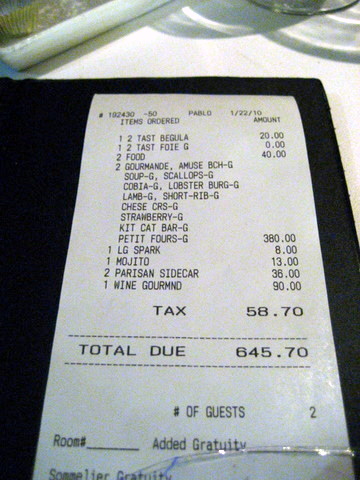 # 192430 -50 PABLO 1/22/10
ITEMS ORDERED AMOUNT
1 2 TAST BEGULA 20.00
1 2 TAST FOIE G 0.00
2 FOOD 40.00
2 GOURMANDE, AMUSE BCH-G
SOUP-G, SCALLOPS-G
COBIA-G, LOBSTER BURG-G
LAMB-G, SHORT-RIB-G
CHESE CRS-G
STRAWBERRY-G
KIT CAT BAR-G
PETIT FOURS-G 380.00
1 LG SPARK 8.00
1 MOJITO 13.00
2 PARISAN SIDECAR 36.00
1 WINE GOURMND 90.00
TAX 58.70
TOTAL DUE 645.70
# OF GUESTS 2
Room#______ Added Gratuity
Sommelier Gratuity